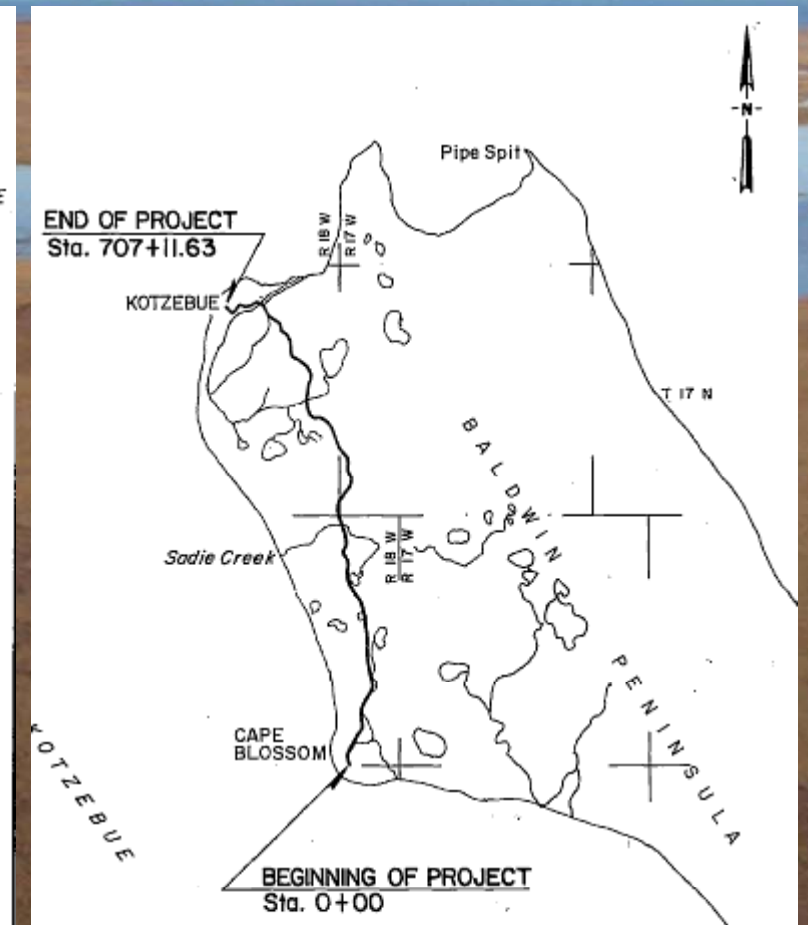 E
N
Pipe Spit
R 18 W
R 17 W
END OF PROJECT
Sta. 707+11.63
KOTZEBUE
T 17 N
BALDWIN
PENINSULA
Sadie Creek
R 18 W
R 17 W
CAPE
BLOSSOM
KOTZEBUE
BEGINNING OF PROJECT
Sta. 0+00